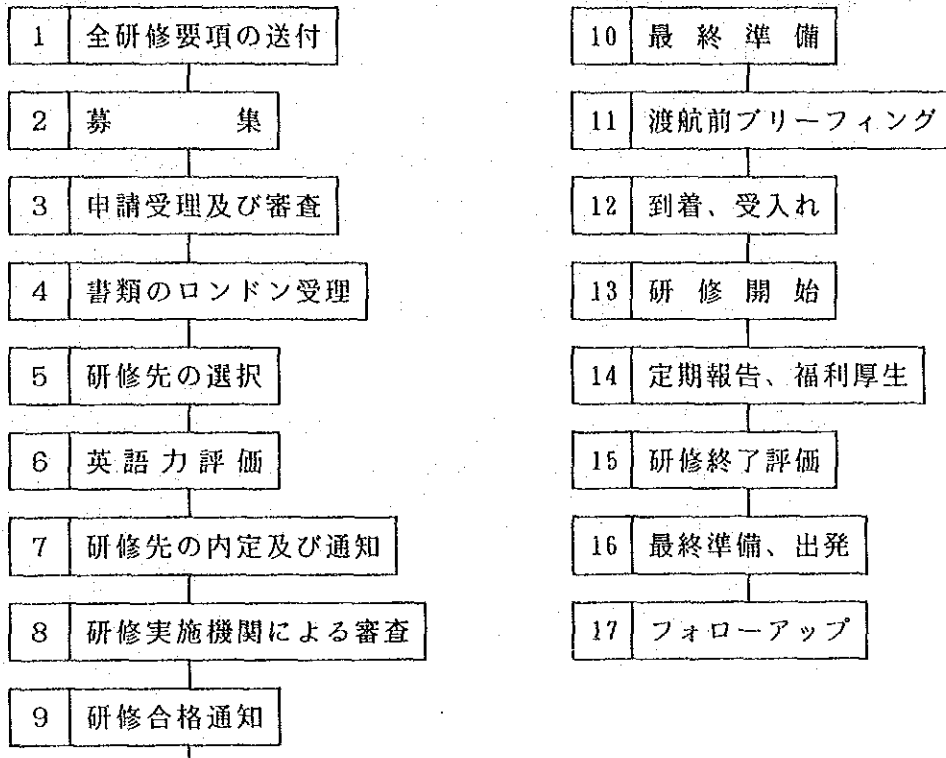 1 全研修要項の送付
2 募集
3 申請受理及び審査
4 書類のロンドン受理
5 研修先の選択
6 英語力評価
7 研修先の内定及び通知
8 研修実施機関による審査
9 研修合格通知
10 最終準備
11 渡航前ブリーフィング
12 到着、受入れ
13 研修開始
14 定期報告、福利厚生
15 研修終了評価
16 最終準備、出発
17 フォローアップ